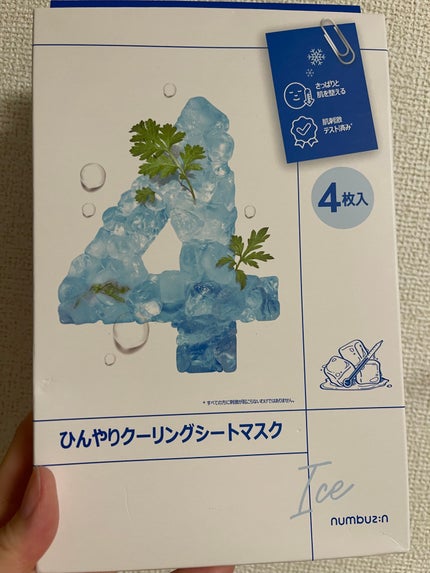 さっぱりと
肌を整える
肌刺激
テスト済み*
4枚入
4
* すべての方に刺激が起こらないわけではありません。
ひんやりクーリングシートマスク
Ice
numbuz:n